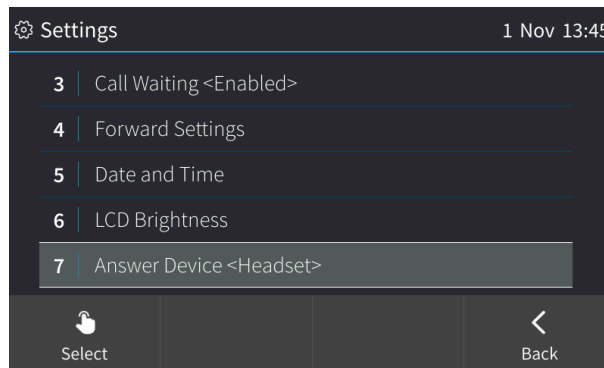 Settings 1 Nov 13:45
3 Call Waiting <Enabled>
4 Forward Settings
5 Date and Time
6 LCD Brightness
7 Answer Device <Headset>
Select Back